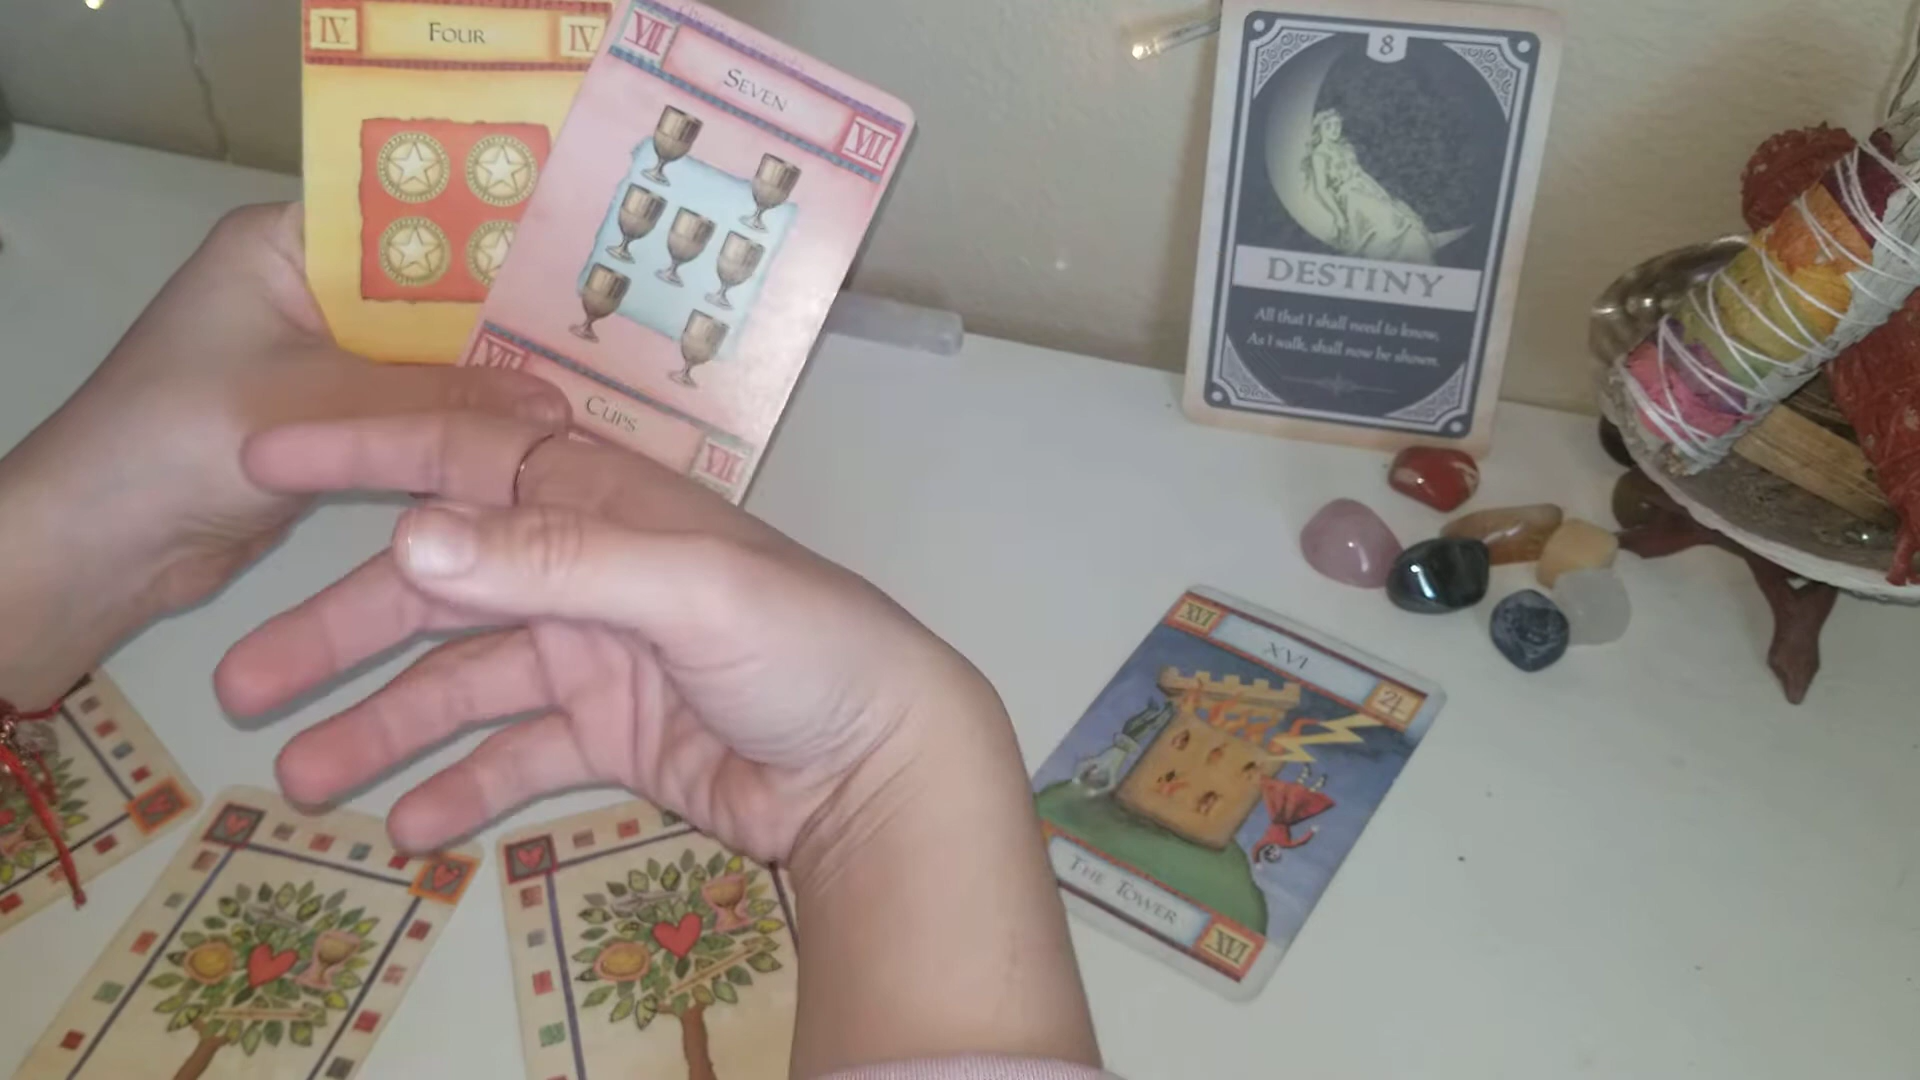 IV FOUR IV
VII SEVEN VII
VII CUPS VII
8
DESTINY
All that I shall need to know,
As I walk, shall now be shown.
XVI XVI
THE TOWER XVI